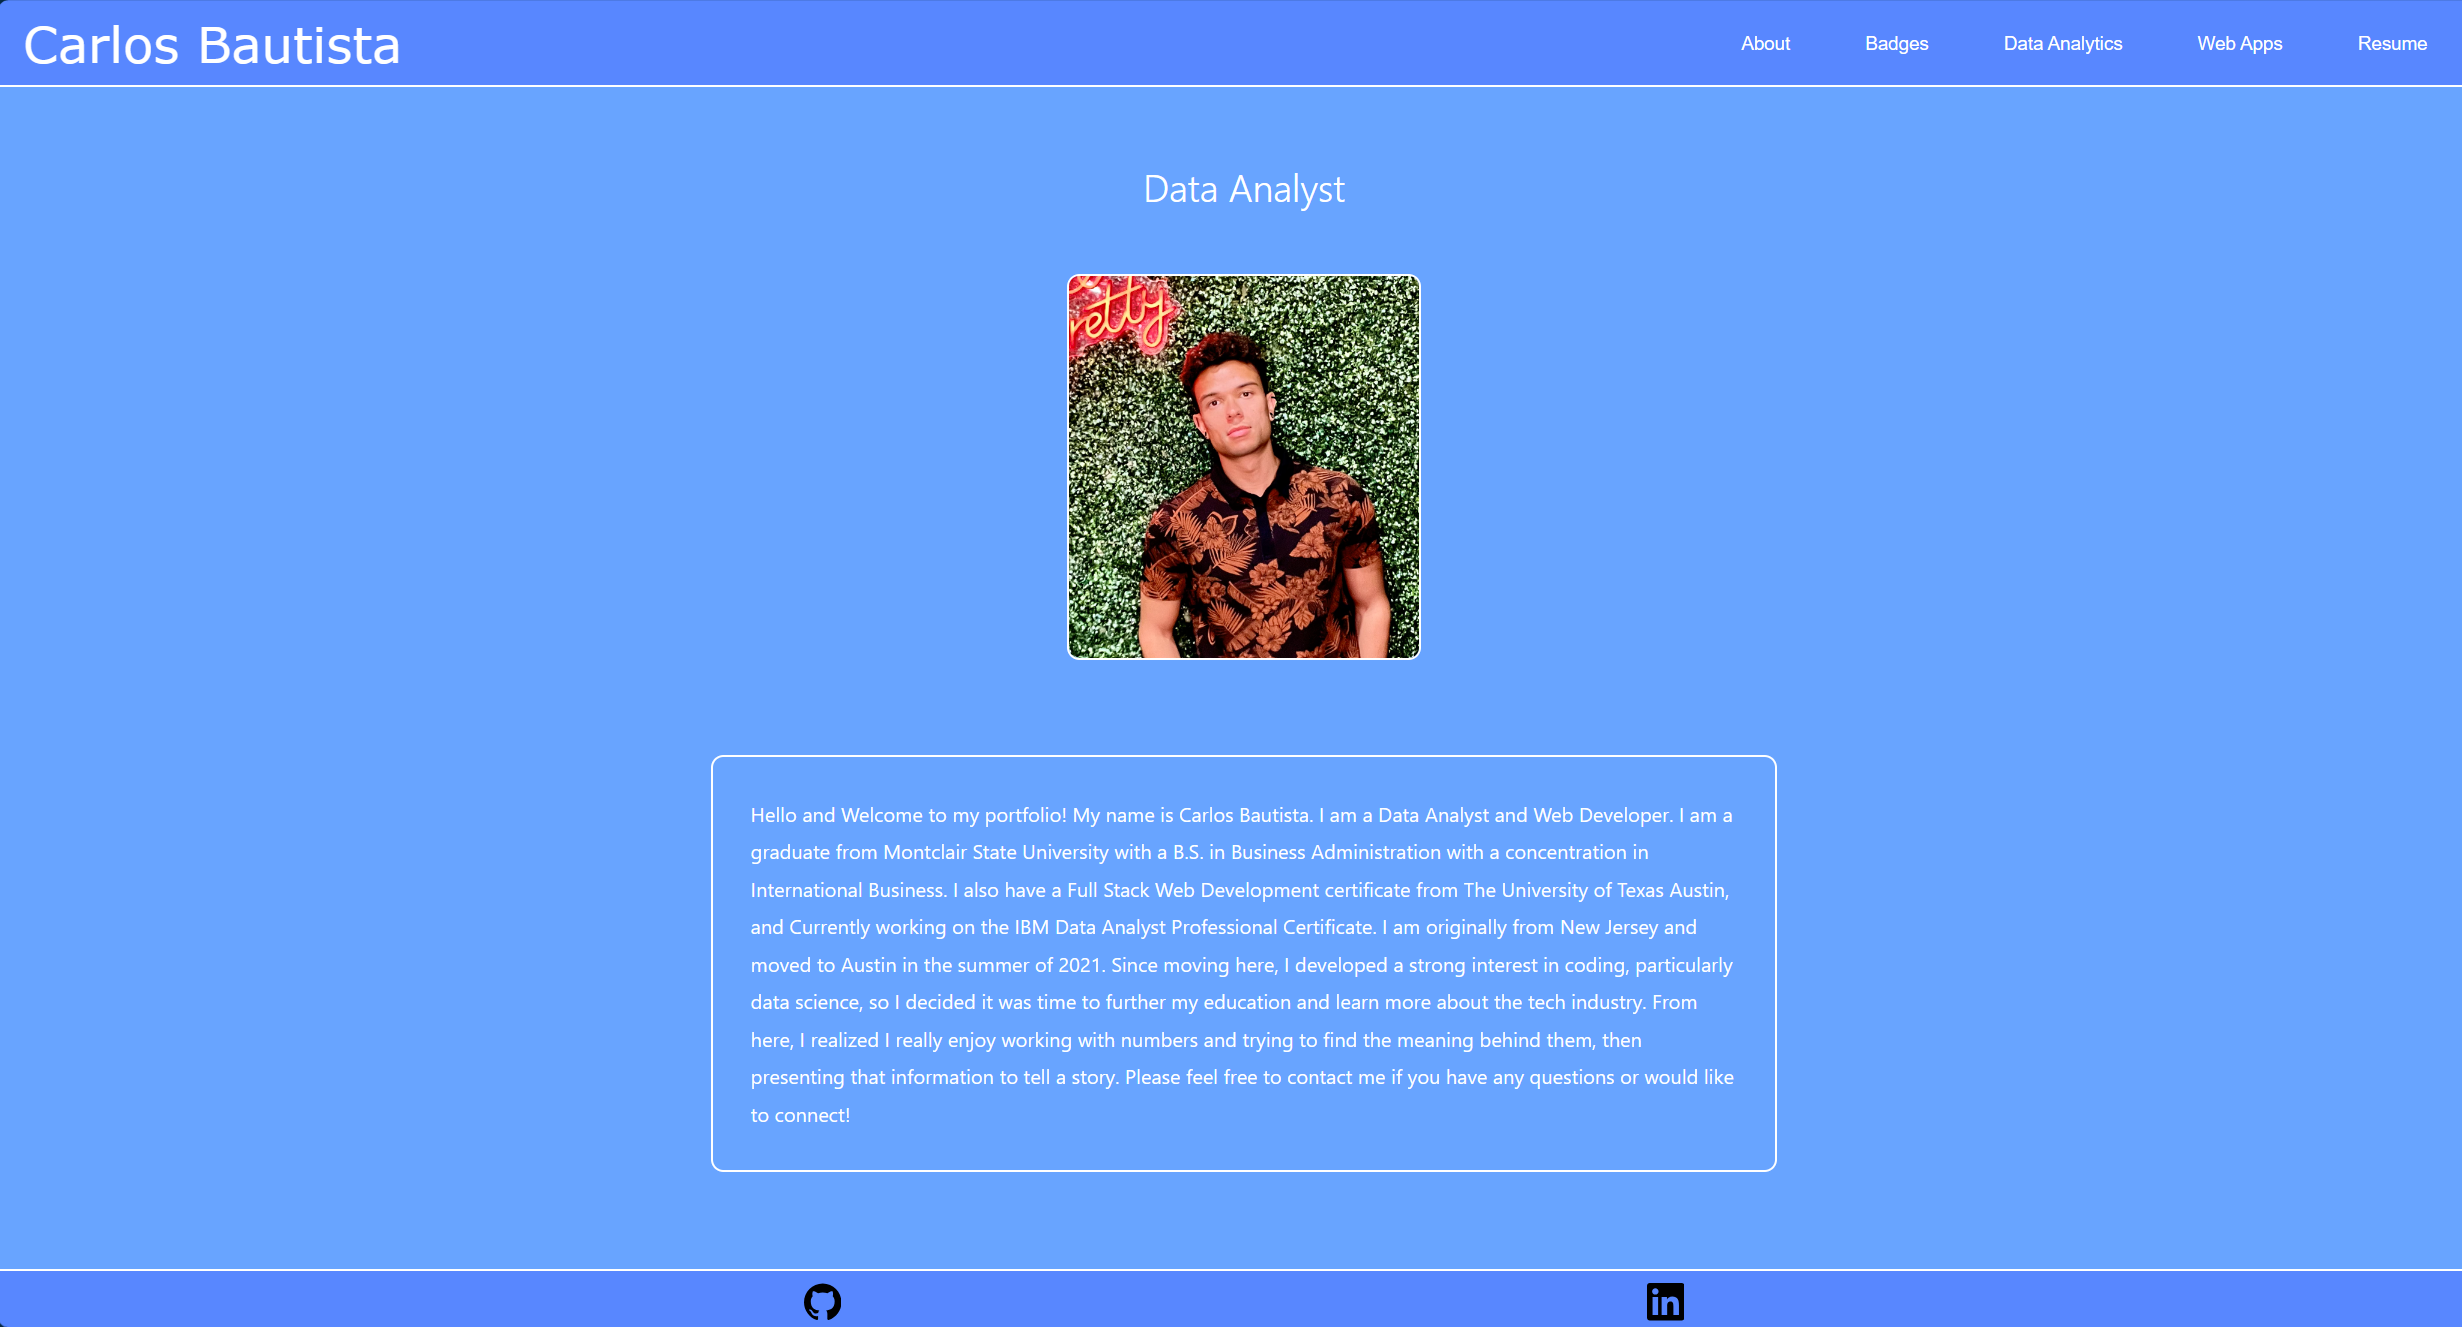 Carlos Bautista
About
Badges
Data Analytics
Web Apps
Resume
Data Analyst
retty
Hello and Welcome to my portfolio! My name is Carlos Bautista. I am a Data Analyst and Web Developer. I am a
graduate from Montclair State University with a B.S. in Business Administration with a concentration in
International Business. I also have a Full Stack Web Development certificate from The University of Texas Austin,
and Currently working on the IBM Data Analyst Professional Certificate. I am originally from New Jersey and
moved to Austin in the summer of 2021. Since moving here, I developed a strong interest in coding, particularly
data science, so I decided it was time to further my education and learn more about the tech industry. From
here, I realized I really enjoy working with numbers and trying to find the meaning behind them, then
presenting that information to tell a story. Please feel free to contact me if you have any questions or would like
to connect!
in